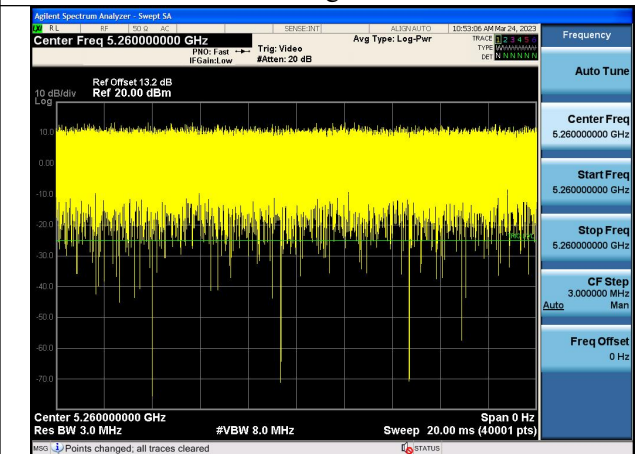 Agilent Spectrum Analyzer - Swept SA
RL RF 50 Ω AC SENSE:INT ALIGN AUTO 10:53:06 AM Mar 24, 2023
Center Freq 5.260000000 GHz
PNO: Fast
IFGain:Low
Trig: Video
#Atten: 20 dB
Avg Type: Log-Pwr
TRACE 1 2 3 4 5 6
TYPE
DET N N N N N N
Ref Offset 13.2 dB
10 dB/div Ref 20.00 dBm
Log
10.0
0.00
-10.0
-20.0
-30.0
-40.0
-50.0
-60.0
-70.0
Center 5.260000000 GHz Span 0 Hz
Res BW 3.0 MHz #VBW 8.0 MHz Sweep 20.00 ms (40001 pts)
MSG Points changed; all traces cleared STATUS
Frequency
Auto Tune
Center Freq
5.260000000 GHz
Start Freq
5.260000000 GHz
Stop Freq
5.260000000 GHz
CF Step
3.000000 MHz
Auto Man
Freq Offset
0 Hz